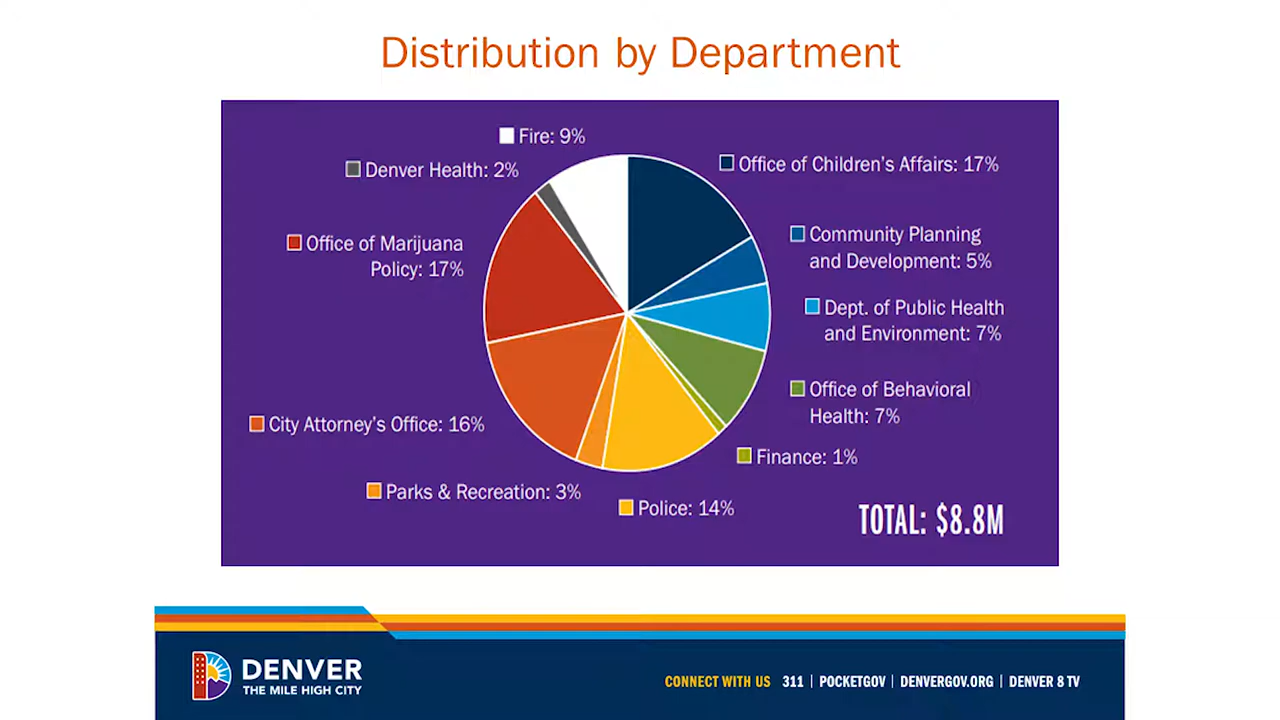 Distribution by Department
Fire: 9%
Denver Health: 2%
Office of Children's Affairs: 17%
Office of Marijuana
Policy: 17%
Community Planning
and Development: 5%
Dept. of Public Health
and Environment: 7%
Office of Behavioral
Health: 7%
City Attorney's Office: 16%
Finance: 1%
Parks & Recreation: 3%
Police: 14%
TOTAL: $8.8M
DENVER
THE MILE HIGH CITY
CONNECT WITH US 311 | POCKETGOV | DENVERGOV.ORG | DENVER 8 TV